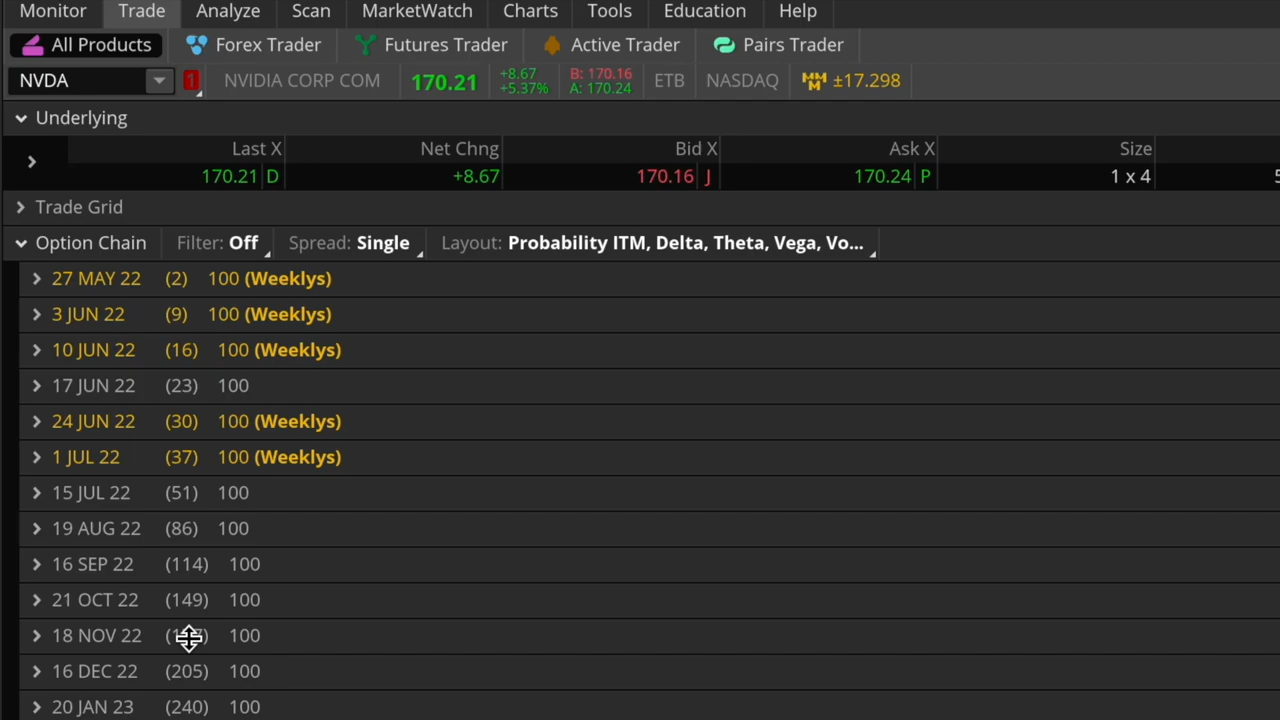 Monitor Trade Analyze Scan MarketWatch Charts Tools Education Help
All Products Forex Trader Futures Trader Active Trader Pairs Trader
NVDA 1 NVIDIA CORP COM 170.21 +8.67 +5.37% B: 170.16 A: 170.24 ETB NASDAQ MMM ±17.298
Underlying
Last X Net Chng Bid X Ask X Size
170.21 D +8.67 170.16 J 170.24 P 1 x 4
Trade Grid
Option Chain Filter: Off Spread: Single Layout: Probability ITM, Delta, Theta, Vega, Vo...
27 MAY 22 (2) 100 (Weeklys)
3 JUN 22 (9) 100 (Weeklys)
10 JUN 22 (16) 100 (Weeklys)
17 JUN 22 (23) 100
24 JUN 22 (30) 100 (Weeklys)
1 JUL 22 (37) 100 (Weeklys)
15 JUL 22 (51) 100
19 AUG 22 (86) 100
16 SEP 22 (114) 100
21 OCT 22 (149) 100
18 NOV 22 100
16 DEC 22 (205) 100
20 JAN 23 (240) 100